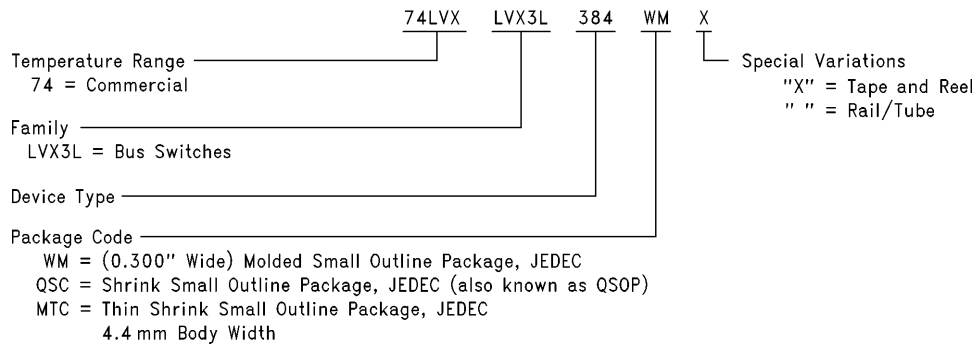 74LVX LVX3L 384 WM X
Temperature Range
74 = Commercial
Special Variations
"X" = Tape and Reel
" " = Rail/Tube
Family
LVX3L = Bus Switches
Device Type
Package Code
WM = (0.300" Wide) Molded Small Outline Package, JEDEC
QSC = Shrink Small Outline Package, JEDEC (also known as QSOP)
MTC = Thin Shrink Small Outline Package, JEDEC
4.4 mm Body Width